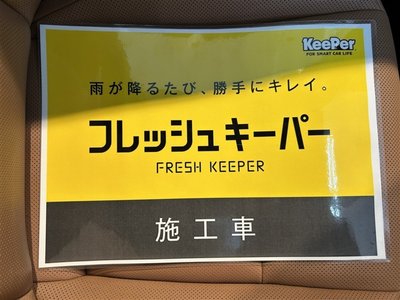 KeePer
FOR SMART CAR LIFE
雨が降るたび、勝手にキレイ。
フレッシュキーパー
FRESH KEEPER
施工車